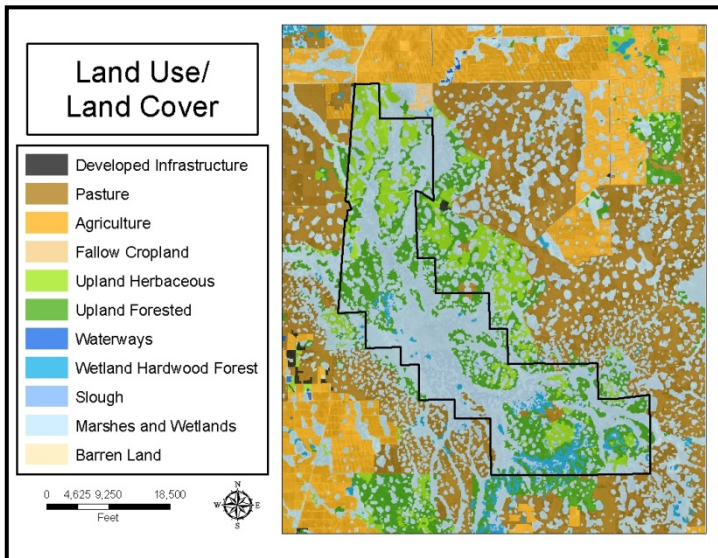 Land Use/
Land Cover
Developed Infrastructure
Pasture
Agriculture
Fallow Cropland
Upland Herbaceous
Upland Forested
Waterways
Wetland Hardwood Forest
Slough
Marshes and Wetlands
Barren Land
0 4,625 9,250 18,500
Feet
N
W E
S